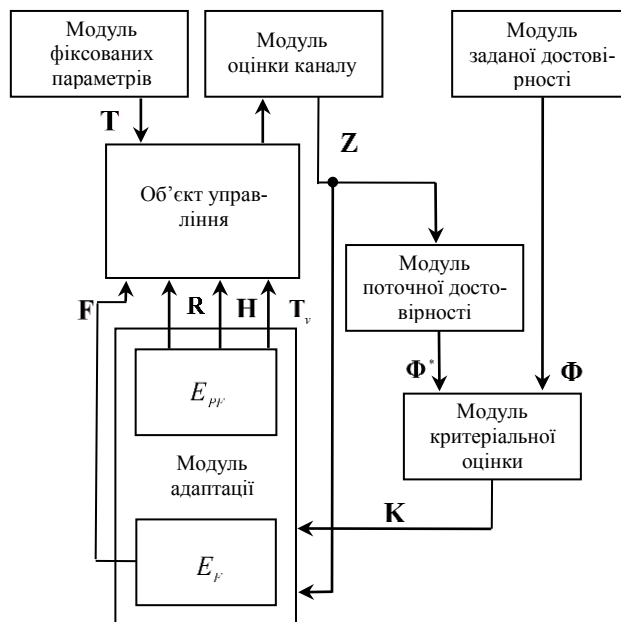 Модуль
фіксованих
параметрів
Модуль
оцінки каналу
Модуль
заданої достові-
рності
T
Z
Об’єкт управ-
ління
Модуль
поточної досто-
вірності
F
R
H
T_v
Φ*
Φ
E_PF
Модуль
критеріальної
оцінки
Модуль
адаптації
K
E_F